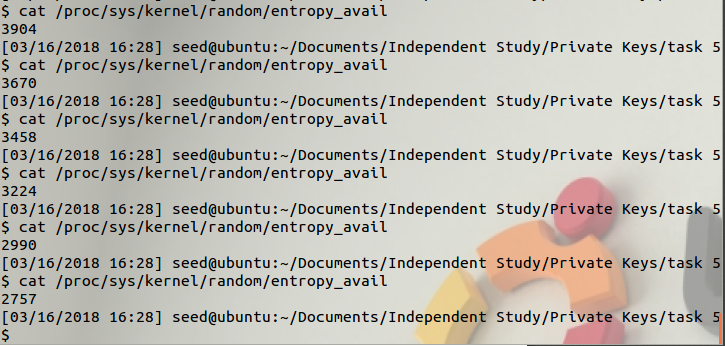 $ cat /proc/sys/kernel/random/entropy_avail
3904
[03/16/2018 16:28] seed@ubuntu:~/Documents/Independent Study/Private Keys/task 5
$ cat /proc/sys/kernel/random/entropy_avail
3670
[03/16/2018 16:28] seed@ubuntu:~/Documents/Independent Study/Private Keys/task 5
$ cat /proc/sys/kernel/random/entropy_avail
3458
[03/16/2018 16:28] seed@ubuntu:~/Documents/Independent Study/Private Keys/task 5
$ cat /proc/sys/kernel/random/entropy_avail
3224
[03/16/2018 16:28] seed@ubuntu:~/Documents/Independent Study/Private Keys/task 5
$ cat /proc/sys/kernel/random/entropy_avail
2990
[03/16/2018 16:28] seed@ubuntu:~/Documents/Independent Study/Private Keys/task 5
$ cat /proc/sys/kernel/random/entropy_avail
2757
[03/16/2018 16:28] seed@ubuntu:~/Documents/Independent Study/Private Keys/task 5
$